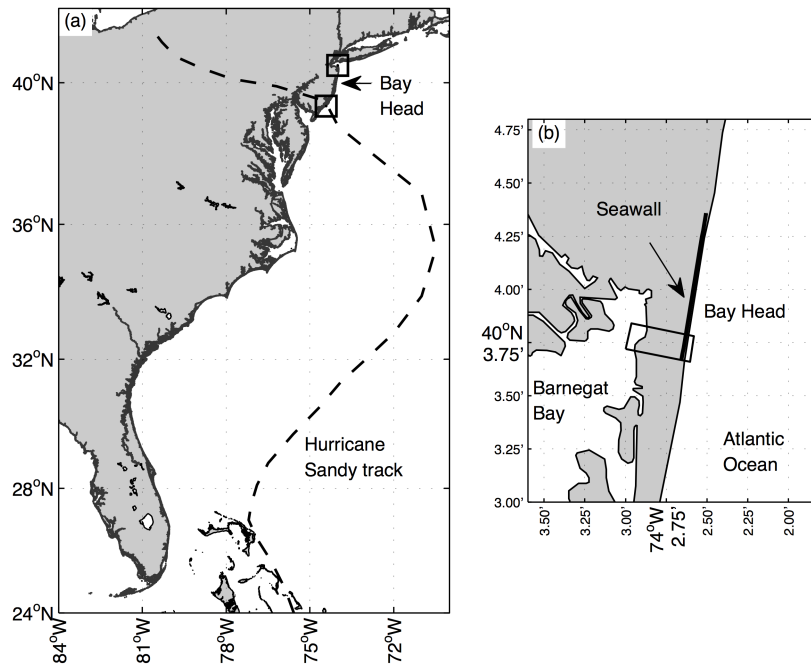 (a)
40°N
36°N
32°N
28°N
24°N
84°W
81°W
78°W
75°W
72°W
Bay
Head
Hurricane
Sandy track
(b)
4.75'
4.50'
4.25'
4.00'
40°N
3.75'
3.50'
3.25'
3.00'
3.50'
3.25'
3.00'
74°W
2.75'
2.50'
2.25'
2.00'
Seawall
Bay Head
Barnegat
Bay
Atlantic
Ocean